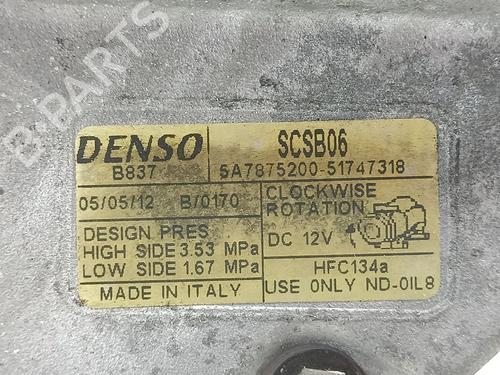 B-PARTS
DENSO SCSB06
B837 5A7875200-51747318
05/05/12 B/0170 CLOCKWISE
ROTATION
DESIGN PRES DC 12V
HIGH SIDE 3.53 MPa
LOW SIDE 1.67 MPa HFC134a
MADE IN ITALY USE ONLY ND-OIL8